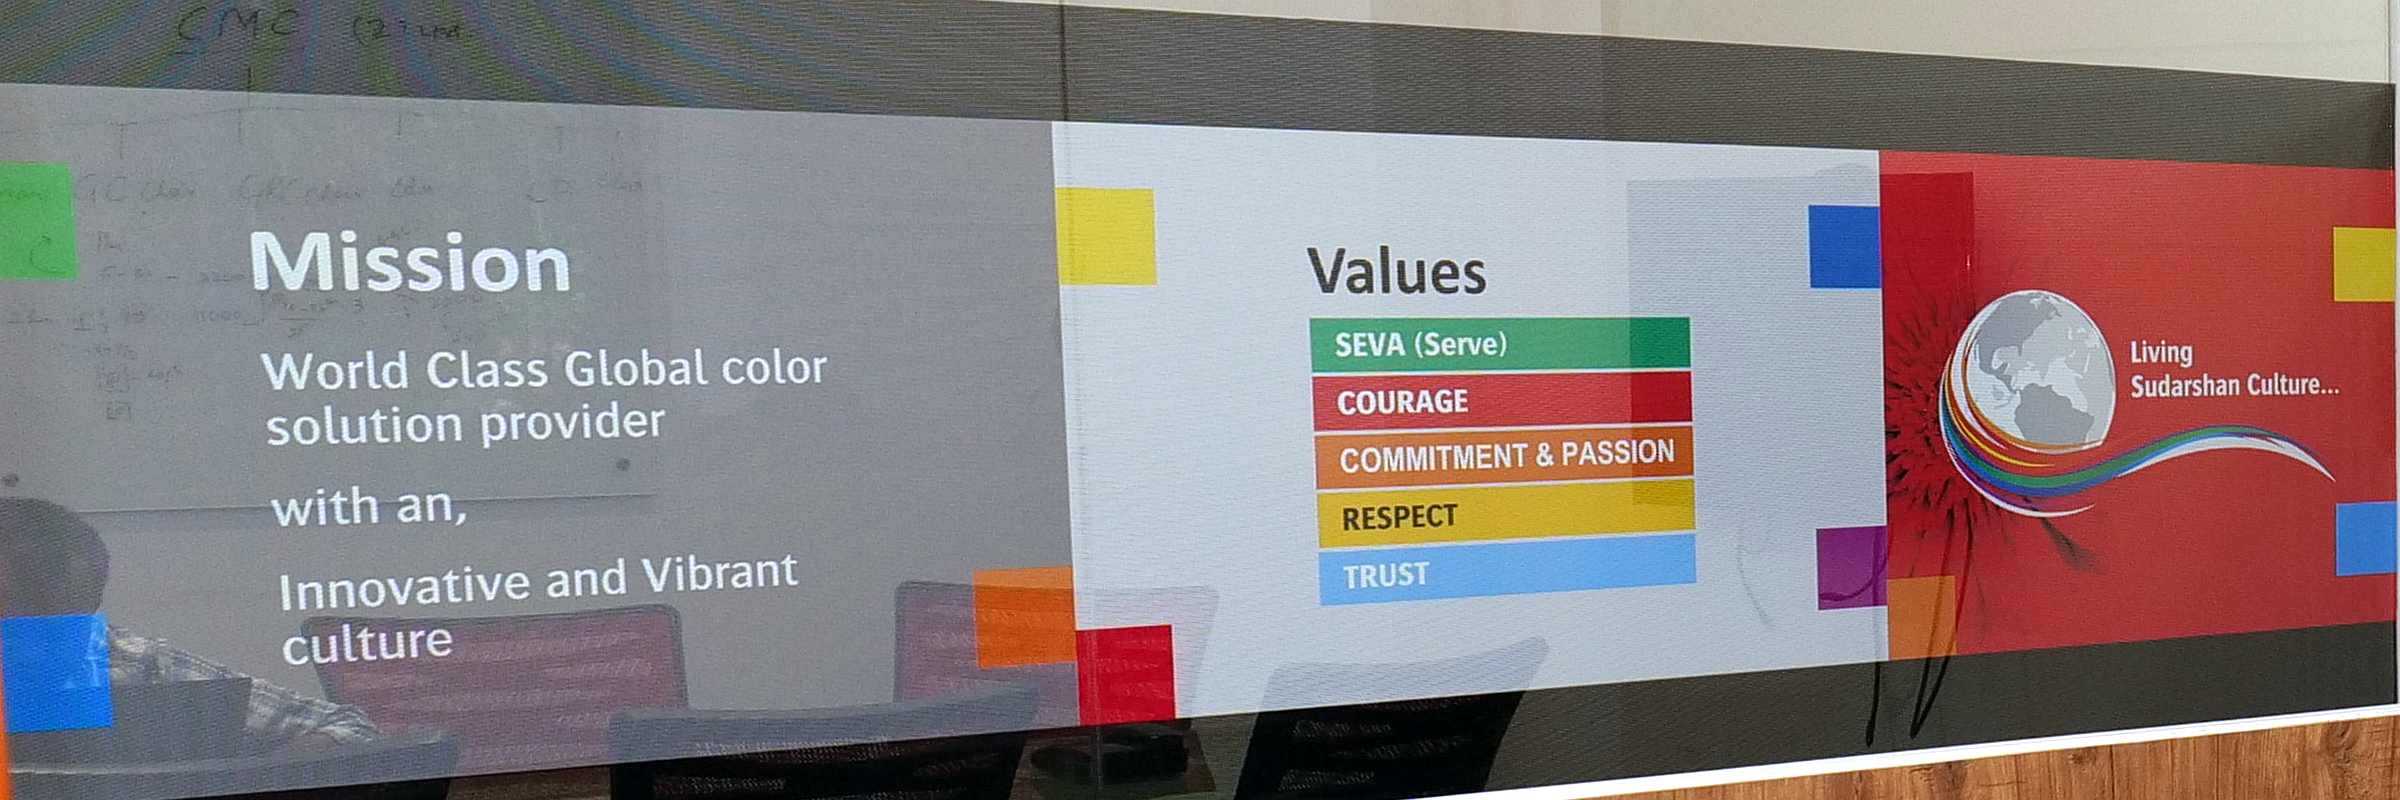 CMC
Mission
World Class Global color
solution provider
with an,
Innovative and Vibrant
culture
Values
SEVA (Serve)
COURAGE
COMMITMENT & PASSION
RESPECT
TRUST
Living
Sudarshan Culture...